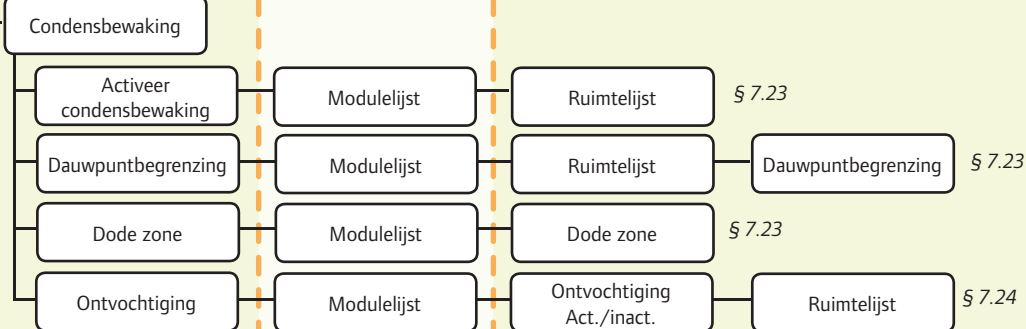 Condensbewaking
Activeer
condensbewaking
Modulelijst
Ruimtelijst
§ 7.23
Dauwpuntbegrenzing
Modulelijst
Ruimtelijst
Dauwpuntbegrenzing
§ 7.23
Dode zone
Modulelijst
Dode zone
§ 7.23
Ontvochtiging
Modulelijst
Ontvochtiging
Act./inact.
Ruimtelijst
§ 7.24